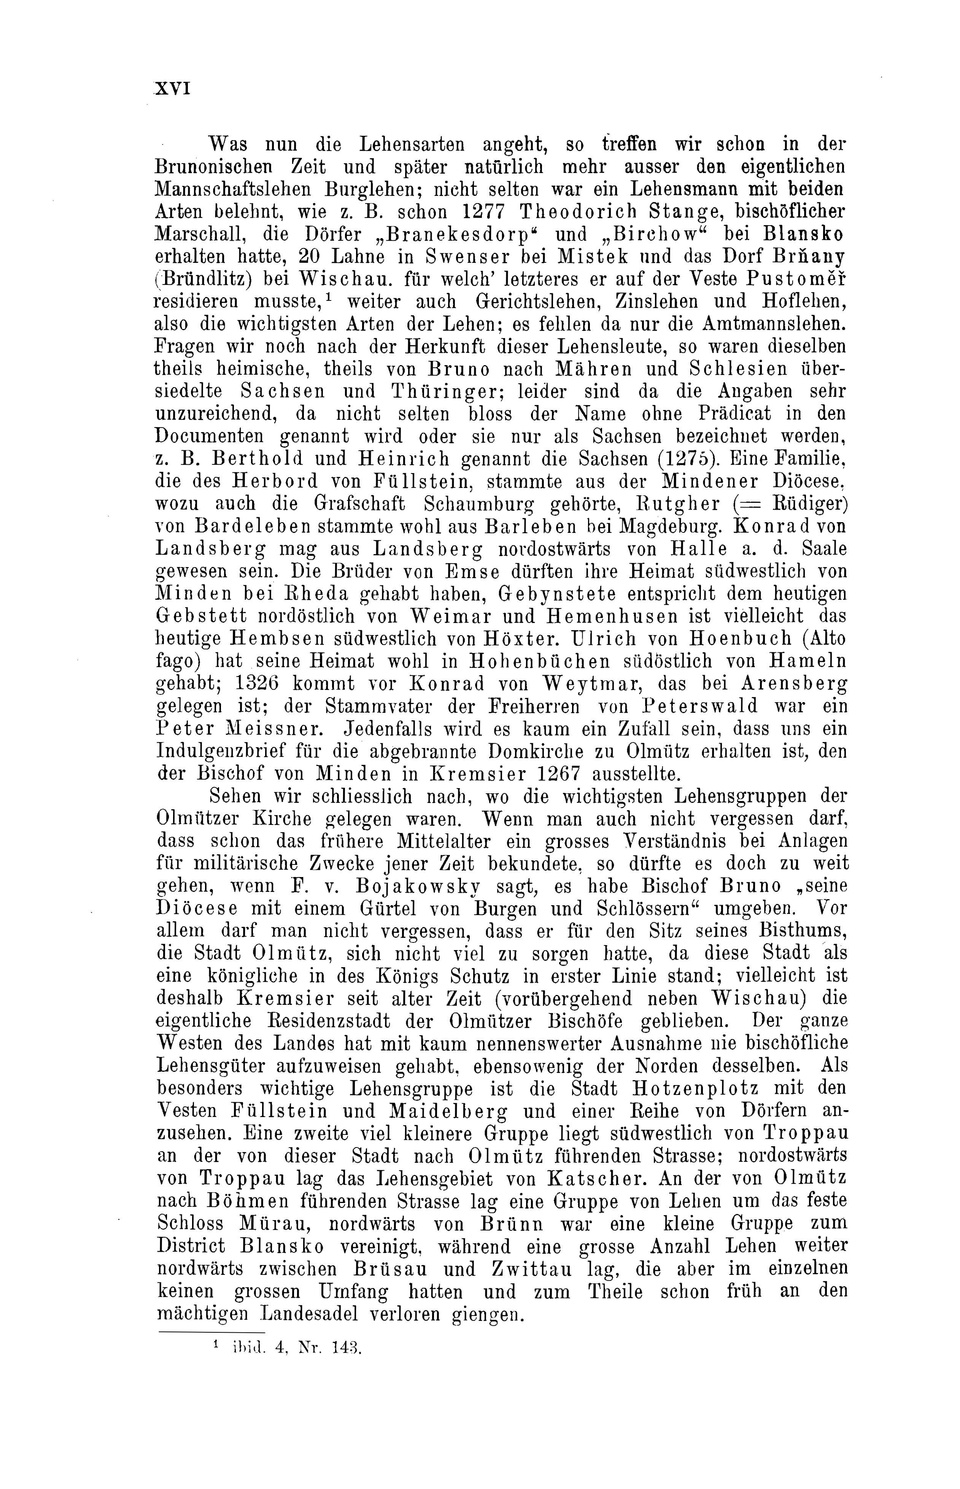 XVI
Was nun die Lehensarten angeht, so treffen wir schon in der
Brunonischen Zeit und später natürlich mehr ausser den eigentlichen
Mannschaftslehen Burglehen; nicht selten war ein Lehensmann mit beiden
Arten belehnt, wie z. B. schon 1277 Theodorich Stange, bischöflicher
Marschall, die Dörfer „Branekesdorp“ und „Birchow“ bei Blansko
erhalten hatte, 20 Lahne in Swenser bei Mistek und das Dorf Brňany
(Bründlitz) bei Wischau. für welch’ letzteres er auf der Veste Pustoměř
residieren musste,¹ weiter auch Gerichtslehen, Zinslehen und Hoflehen,
also die wichtigsten Arten der Lehen; es fehlen da nur die Amtmannslehen.
Fragen wir noch nach der Herkunft dieser Lehensleute, so waren dieselben
theils heimische, theils von Bruno nach Mähren und Schlesien über-
siedelte Sachsen und Thüringer; leider sind da die Angaben sehr
unzureichend, da nicht selten bloss der Name ohne Prädicat in den
Documenten genannt wird oder sie nur als Sachsen bezeichnet werden,
z. B. Berthold und Heinrich genannt die Sachsen (1275). Eine Familie,
die des Herbord von Füllstein, stammte aus der Mindener Diöcese,
wozu auch die Grafschaft Schaumburg gehörte, Rutgher (= Rüdiger)
von Bardeleben stammte wohl aus Barleben bei Magdeburg. Konrad von
Landsberg mag aus Landsberg nordostwärts von Halle a. d. Saale
gewesen sein. Die Brüder von Emse dürften ihre Heimat südwestlich von
Minden bei Rheda gehabt haben, Gebynstete entspricht dem heutigen
Gebstett nordöstlich von Weimar und Hemenhusen ist vielleicht das
heutige Hembsen südwestlich von Höxter. Ulrich von Hoenbuch (Alto
fago) hat seine Heimat wohl in Hohenbüchen südöstlich von Hameln
gehabt; 1326 kommt vor Konrad von Weytmar, das bei Arensberg
gelegen ist; der Stammvater der Freiherren von Peterswald war ein
Peter Meissner. Jedenfalls wird es kaum ein Zufall sein, dass uns ein
Indulgenzbrief für die abgebrannte Domkirche zu Olmütz erhalten ist, den
der Bischof von Minden in Kremsier 1267 ausstellte.
Sehen wir schliesslich nach, wo die wichtigsten Lehensgruppen der
Olmützer Kirche gelegen waren. Wenn man auch nicht vergessen darf,
dass schon das frühere Mittelalter ein grosses Verständnis bei Anlagen
für militärische Zwecke jener Zeit bekundete, so dürfte es doch zu weit
gehen, wenn F. v. Bojakowsky sagt, es habe Bischof Bruno „seine
Diöcese mit einem Gürtel von Burgen und Schlössern“ umgeben. Vor
allem darf man nicht vergessen, dass er für den Sitz seines Bisthums,
die Stadt Olmütz, sich nicht viel zu sorgen hatte, da diese Stadt als
eine königliche in des Königs Schutz in erster Linie stand; vielleicht ist
deshalb Kremsier seit alter Zeit (vorübergehend neben Wischau) die
eigentliche Residenzstadt der Olmützer Bischöfe geblieben. Der ganze
Westen des Landes hat mit kaum nennenswerter Ausnahme nie bischöfliche
Lehensgüter aufzuweisen gehabt, ebensowenig der Norden desselben. Als
besonders wichtige Lehensgruppe ist die Stadt Hotzenplotz mit den
Vesten Füllstein und Maidelberg und einer Reihe von Dörfern an-
zusehen. Eine zweite viel kleinere Gruppe liegt südwestlich von Troppau
an der von dieser Stadt nach Olmütz führenden Strasse; nordostwärts
von Troppau lag das Lehensgebiet von Katscher. An der von Olmütz
nach Böhmen führenden Strasse lag eine Gruppe von Lehen um das feste
Schloss Mürau, nordwärts von Brünn war eine kleine Gruppe zum
District Blansko vereinigt, während eine grosse Anzahl Lehen weiter
nordwärts zwischen Brüsau und Zwittau lag, die aber im einzelnen
keinen grossen Umfang hatten und zum Theile schon früh an den
mächtigen Landesadel verloren giengen.
¹ ibid. 4, Nr. 143.